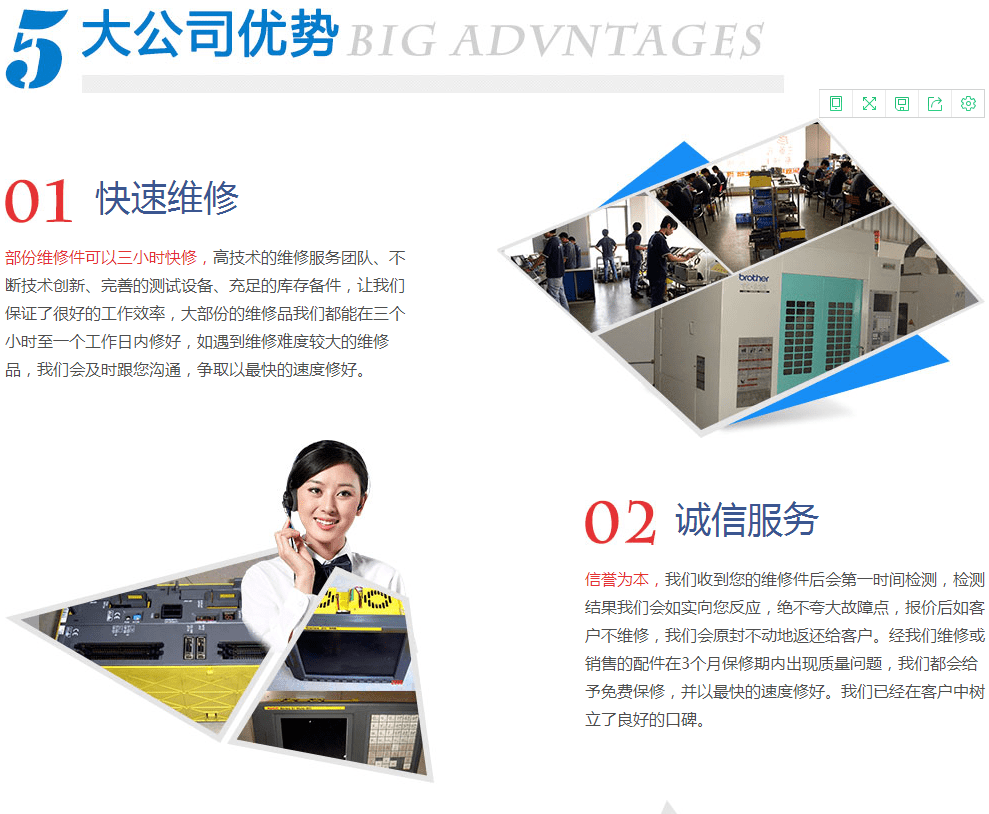 5大公司优势 BIG ADVNTAGES
01 快速维修
部份维修件可以三小时快修，高技术的维修服务团队、不
断技术创新、完善的测试设备、充足的库存备件，让我们
保证了很好的工作效率，大部份的维修品我们都能在三个
小时至一个工作日内修好，如遇到维修难度较大的维修
品，我们会及时跟您沟通，争取以最快的速度修好。
brother
02 诚信服务
信誉为本，我们收到您的维修件后会第一时间检测，检测
结果我们会如实向您反应，绝不夸大故障点，报价后如客
户不维修，我们会原封不动地返还给客户。经我们维修或
销售的配件在3个月保修期内出现质量问题，我们都会给
予免费保修，并以最快的速度修好。我们已经在客户中树
立了良好的口碑。